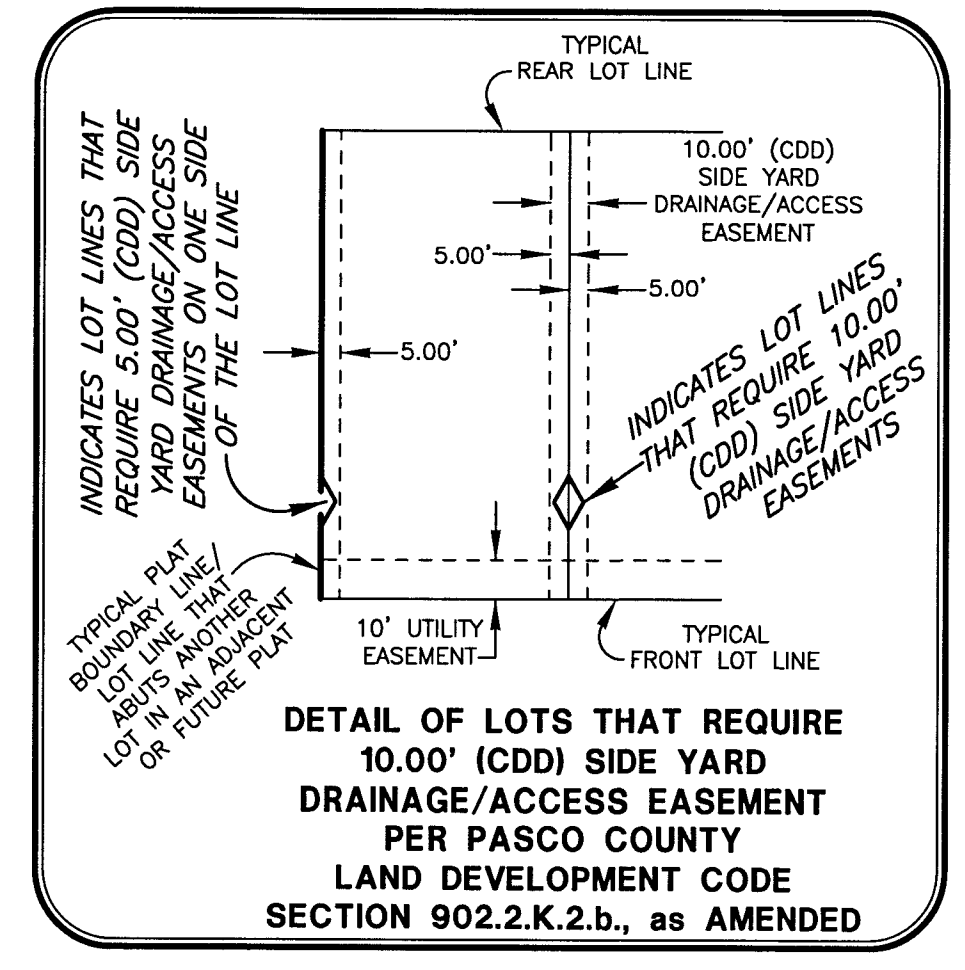 TYPICAL
REAR LOT LINE
10.00' (CDD)
SIDE YARD
DRAINAGE/ACCESS
EASEMENT
5.00'
5.00'
5.00'
INDICATES LOT LINES THAT
REQUIRE 5.00' (CDD) SIDE
YARD DRAINAGE/ACCESS
EASEMENTS ON ONE SIDE
OF THE LOT LINE
INDICATES LOT LINES
THAT REQUIRE 10.00'
(CDD) SIDE YARD
DRAINAGE/ACCESS
EASEMENTS
TYPICAL PLAT
BOUNDARY LINE/
LOT LINE THAT
ABUTS ANOTHER
LOT IN AN ADJACENT
OR FUTURE PLAT
10' UTILITY
EASEMENT
TYPICAL
FRONT LOT LINE
DETAIL OF LOTS THAT REQUIRE
10.00' (CDD) SIDE YARD
DRAINAGE/ACCESS EASEMENT
PER PASCO COUNTY
LAND DEVELOPMENT CODE
SECTION 902.2.K.2.b., as AMENDED